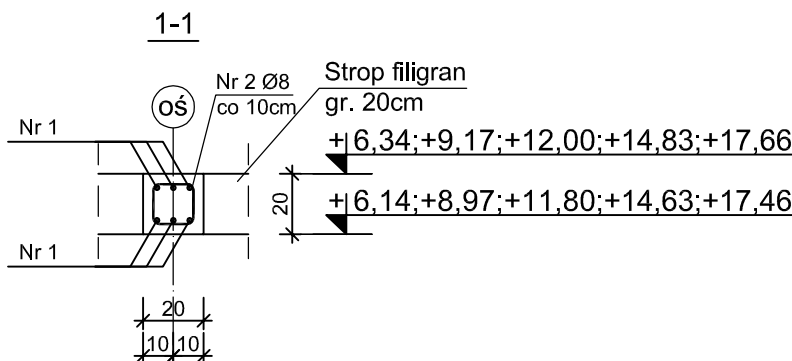 1-1
Nr 2 Ø8
co 10cm
Strop filigran
gr. 20cm
oś
Nr 1
+6,34;+9,17;+12,00;+14,83;+17,66
20
+6,14;+8,97;+11,80;+14,63;+17,46
Nr 1
20
10 10